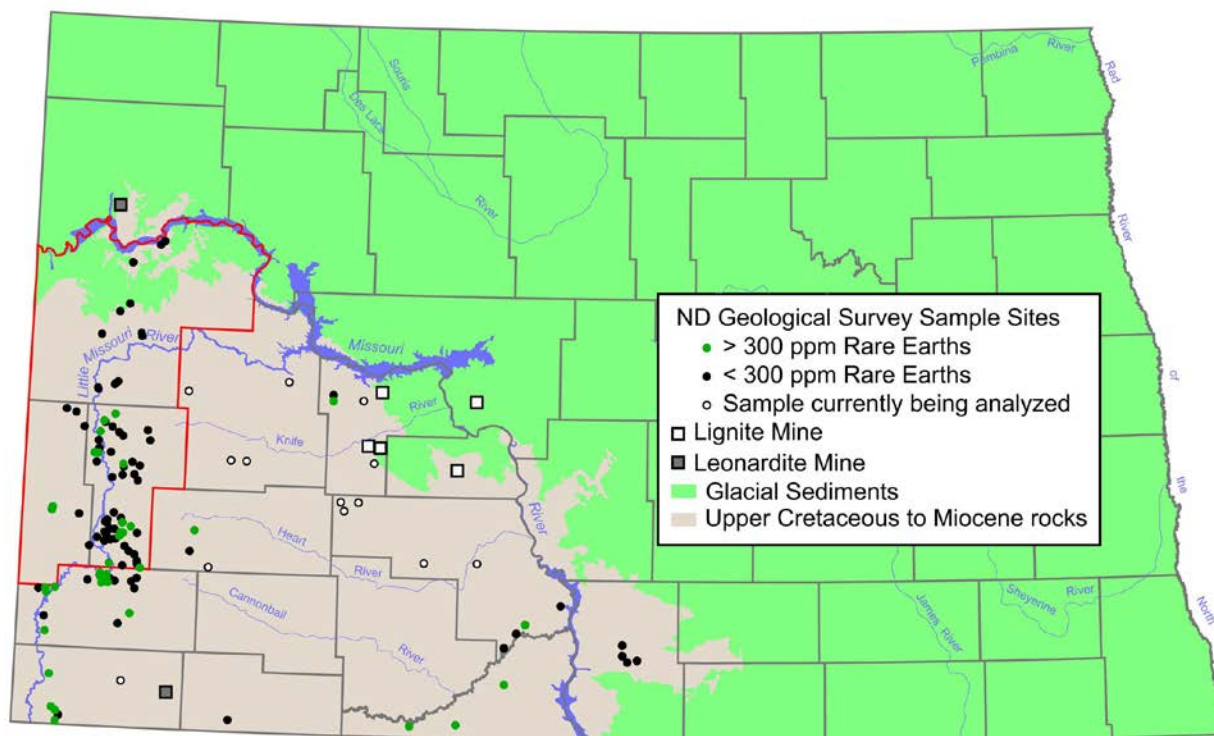 Pembina
River
Red
Souris
Des Lacs
River
River
Little Missouri River
Missouri
ND Geological Survey Sample Sites
> 300 ppm Rare Earths
< 300 ppm Rare Earths
Sample currently being analyzed
Lignite Mine
Leonardite Mine
Glacial Sediments
Upper Cretaceous to Miocene rocks
of
the
North
Knife
River
Heart
River
River
Cannonball
River
James River
Sheyenne
River